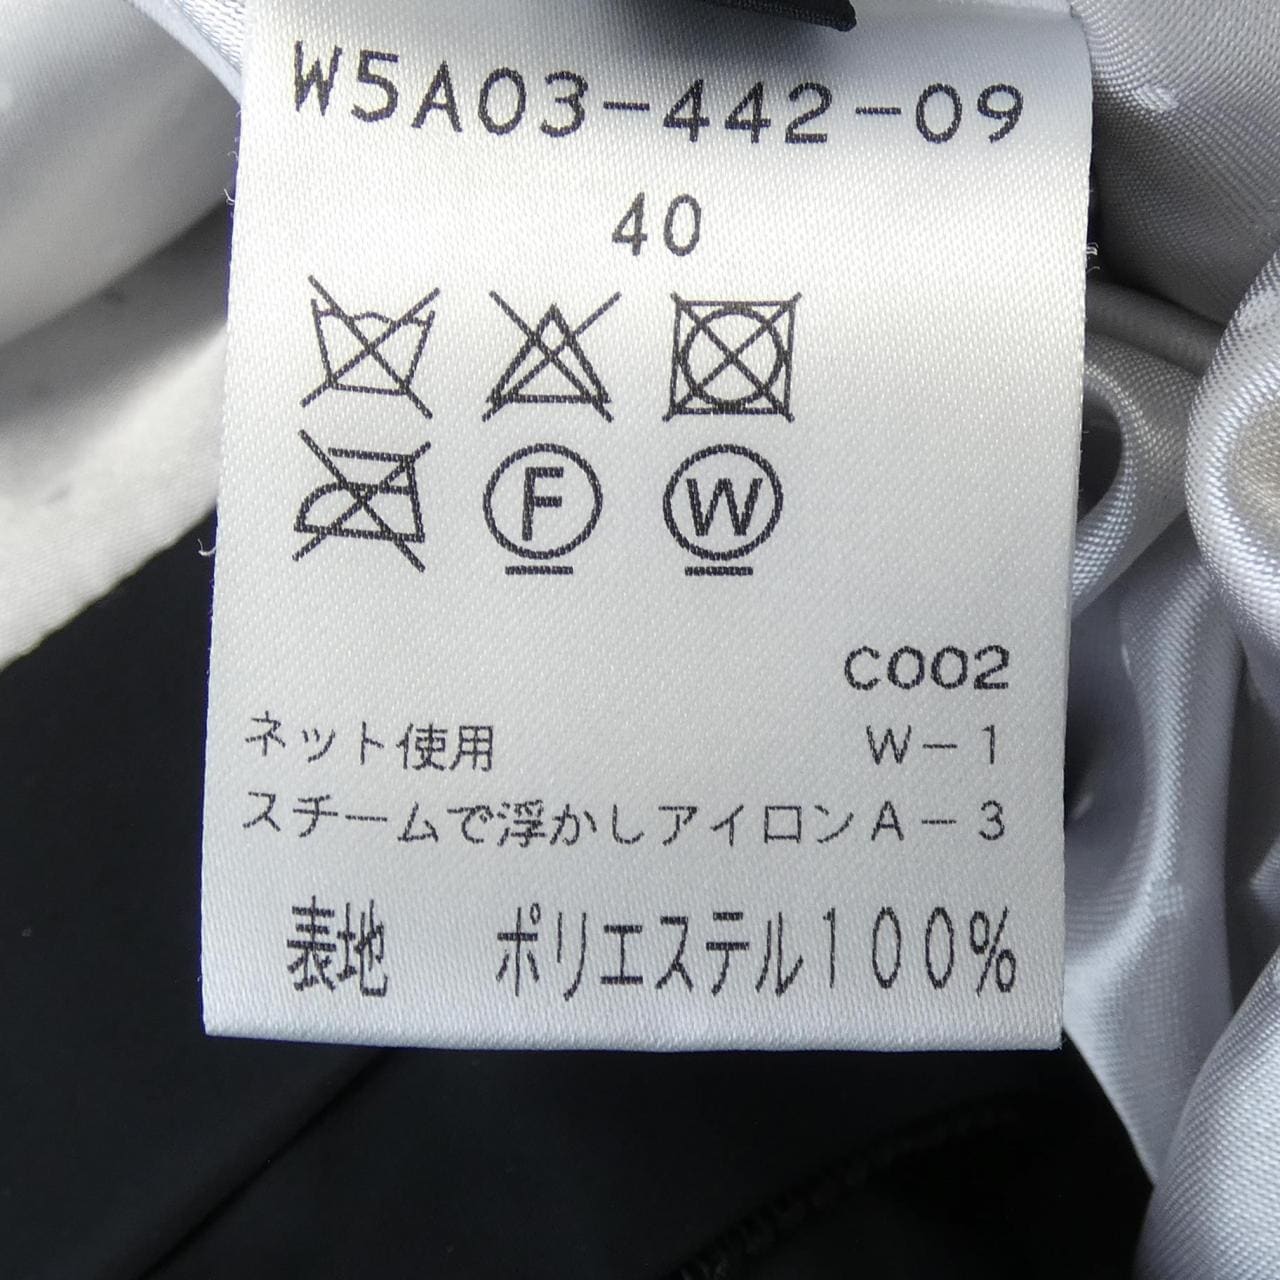 W5A03-442-09
40
F W
C002
ネット使用 W-1
スチームで浮かしアイロン A-3
表地 ポリエステル100%